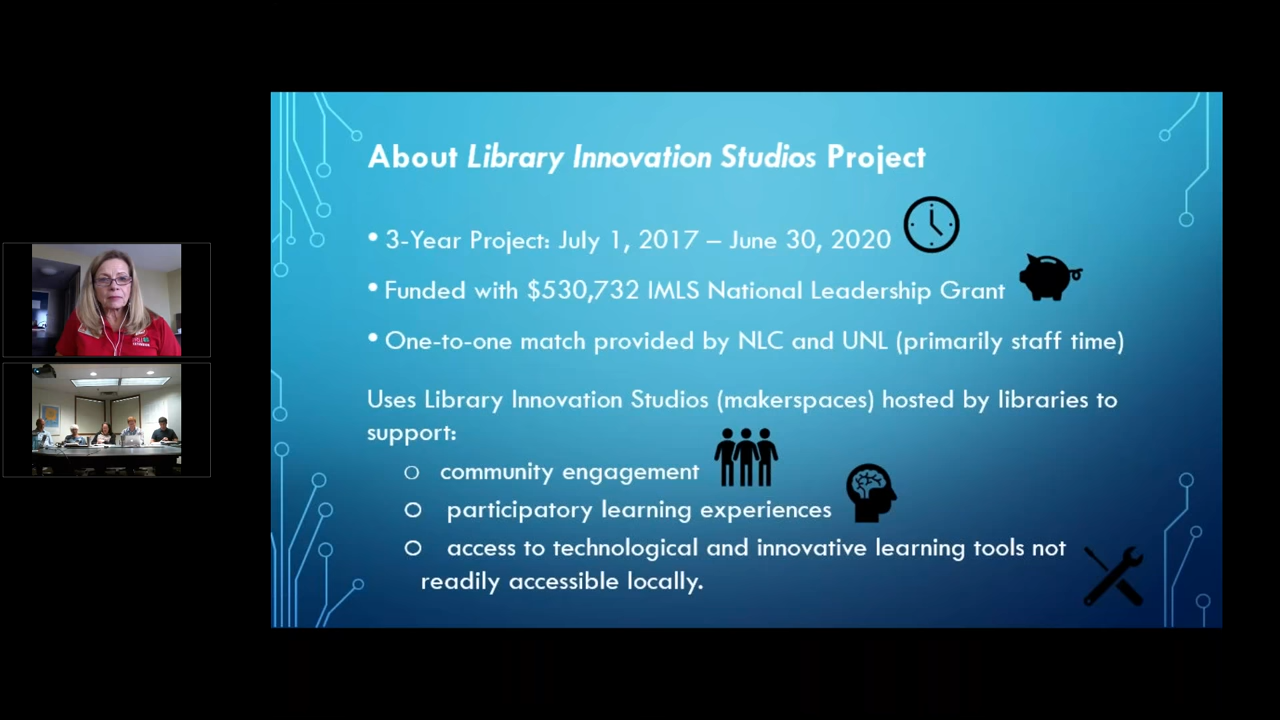 About Library Innovation Studios Project
• 3-Year Project: July 1, 2017 – June 30, 2020
• Funded with $530,732 IMLS National Leadership Grant
• One-to-one match provided by NLC and UNL (primarily staff time)
Uses Library Innovation Studios (makerspaces) hosted by libraries to
support:
o community engagement
o participatory learning experiences
o access to technological and innovative learning tools not
readily accessible locally.